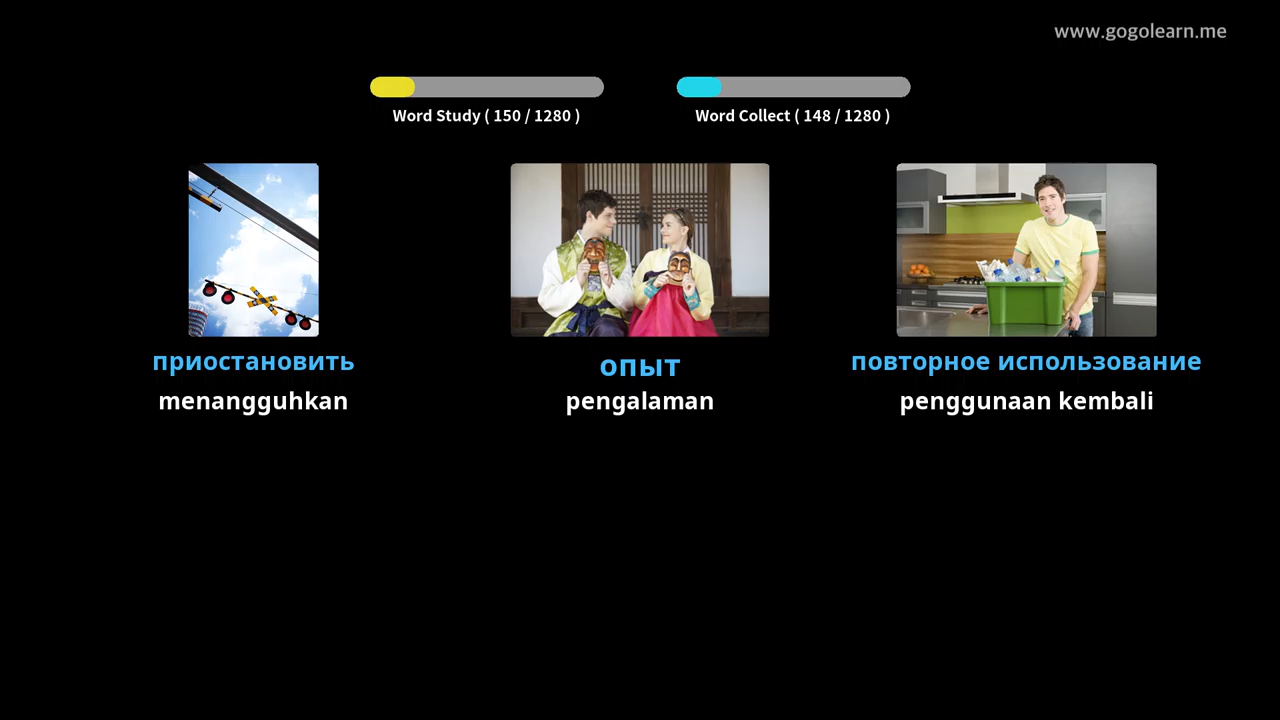 www.gogolearn.me
Word Study ( 150 / 1280 )
Word Collect ( 148 / 1280 )
приостановить
menangguhkan
опыт
pengalaman
повторное использование
penggunaan kembali